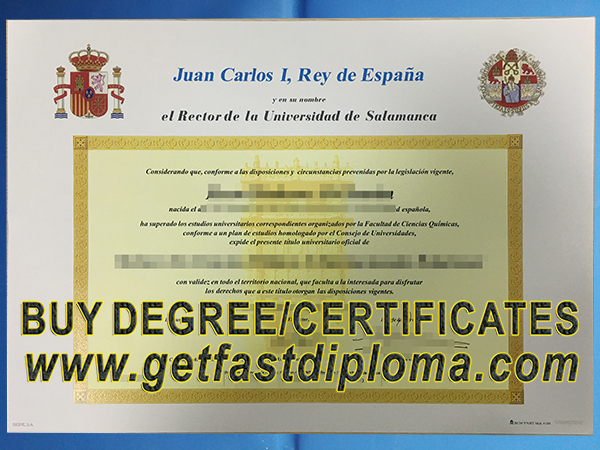 Juan Carlos I, Rey de España
y en su nombre
el Rector de la Universidad de Salamanca
Considerando que, conforme a las disposiciones y circunstancias prevenidas por la legislación vigente,
nacida el
d española,
ha superado los estudios universitarios correspondientes organizados por la Facultad de Ciencias Químicas,
conforme a un plan de estudios homologado por el Consejo de Universidades,
expide el presente título universitario oficial de
con validez en todo el territorio nacional, que faculta a la interesada para disfrutar
los derechos que a este título otorgan las disposiciones vigentes.
BUY DEGREE/CERTIFICATES
www.getfastdiploma.com